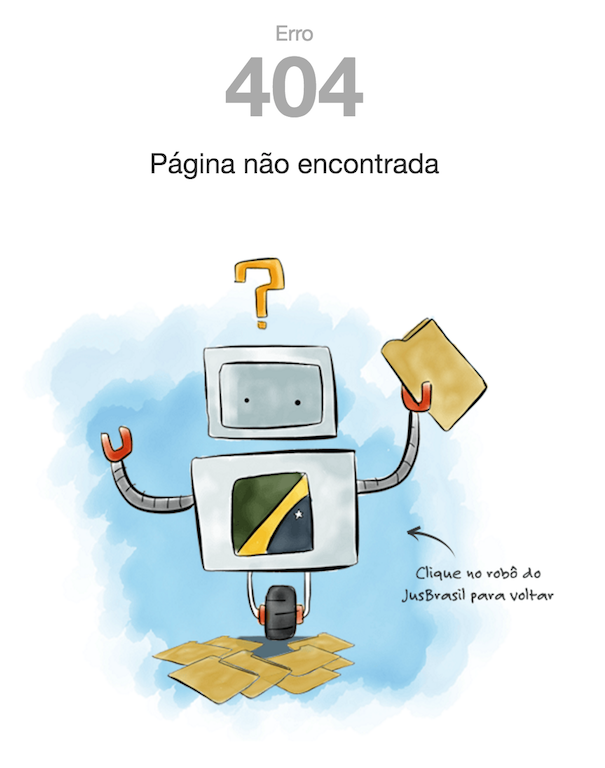 Erro
404
Página não encontrada
?
Clique no robô do
JusBrasil para voltar